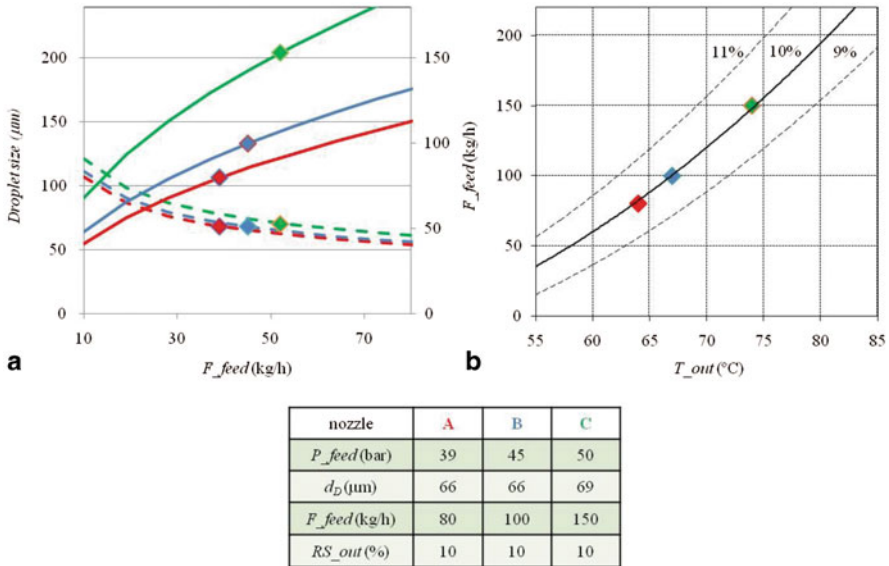 200
150
100
50
0
Droplet size (μm)
150
100
50
0
F_feed (kg/h)
10 30 50 70
F_feed (kg/h)
a
200
150
100
50
0
11% 10% 9%
55 60 65 70 75 80 85
T_out (°C)
b
nozzle A B C
P_feed (bar) 39 45 50
d_D (μm) 66 66 69
F_feed (kg/h) 80 100 150
RS_out (%) 10 10 10